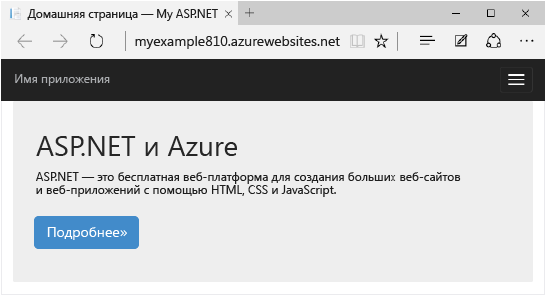 Домашняя страница — My ASP.NET
myexample810.azurewebsites.net
Имя приложения
ASP.NET и Azure
ASP.NET — это бесплатная веб-платформа для создания больших веб-сайтов
и веб-приложений с помощью HTML, CSS и JavaScript.
Подробнее»